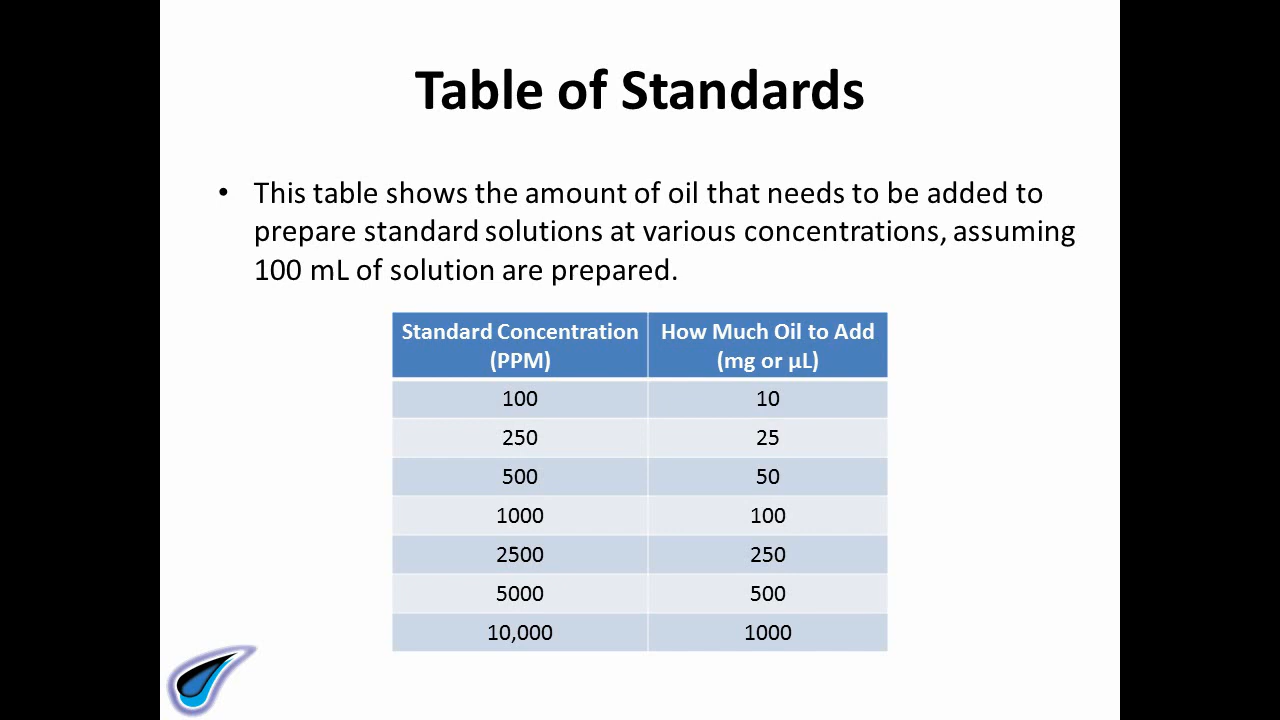 Table of Standards
• This table shows the amount of oil that needs to be added to
prepare standard solutions at various concentrations, assuming
100 mL of solution are prepared.
Standard Concentration How Much Oil to Add
(PPM) (mg or µL)
100 10
250 25
500 50
1000 100
2500 250
5000 500
10,000 1000